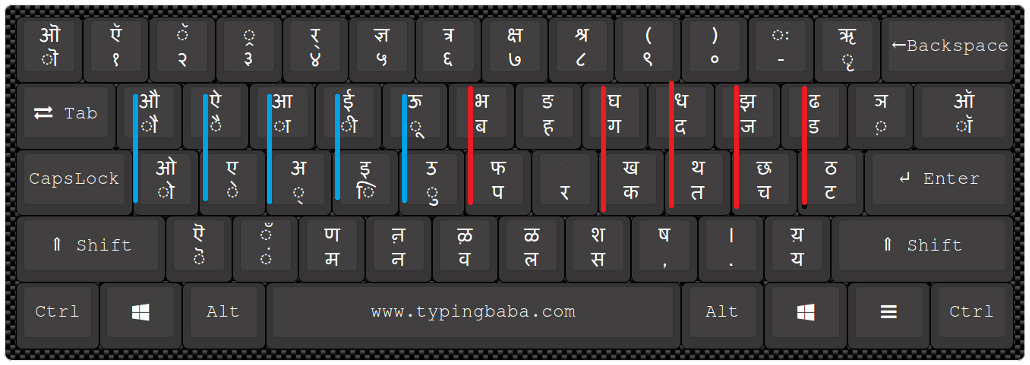 ऒ ऍ ॅ ्र र् ज्ञ त्र क्ष श्र ( ) ः ऋ ←Backspace
ॊ १ २ ३ ४ ५ ६ ७ ८ ९ ० - ृ
⇄ Tab औ ऐ आ ई ऊ भ ङ घ ध झ ढ ञ ऑ
ौ ै ा ी ू ब ह ग द ज ड ़ ॉ
CapsLock ओ ए अ इ उ फ ख थ छ ठ ↵ Enter
ो े ् ि ु प र क त च ट
⇑ Shift ऎ ँ ण ऩ ऴ ळ श ष । य़ ⇑ Shift
ॆ ं म न व ल स , . य
Ctrl Alt www.typingbaba.com Alt ≡ Ctrl